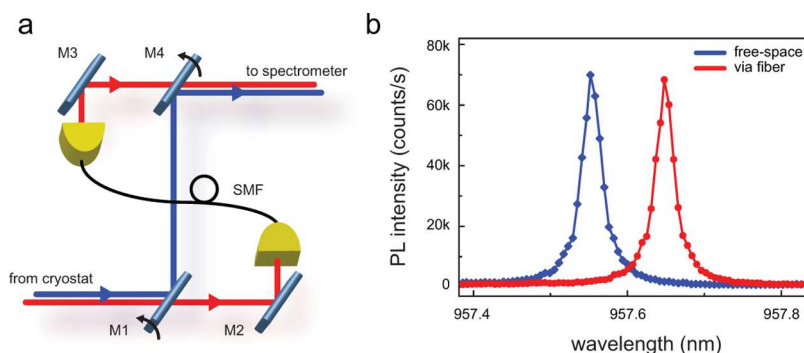 a
M3
M4
to spectrometer
SMF
from cryostat
M1
M2
b
80k
60k
40k
20k
0
PL intensity (counts/s)
free-space
via fiber
957.4
957.6
957.8
wavelength (nm)